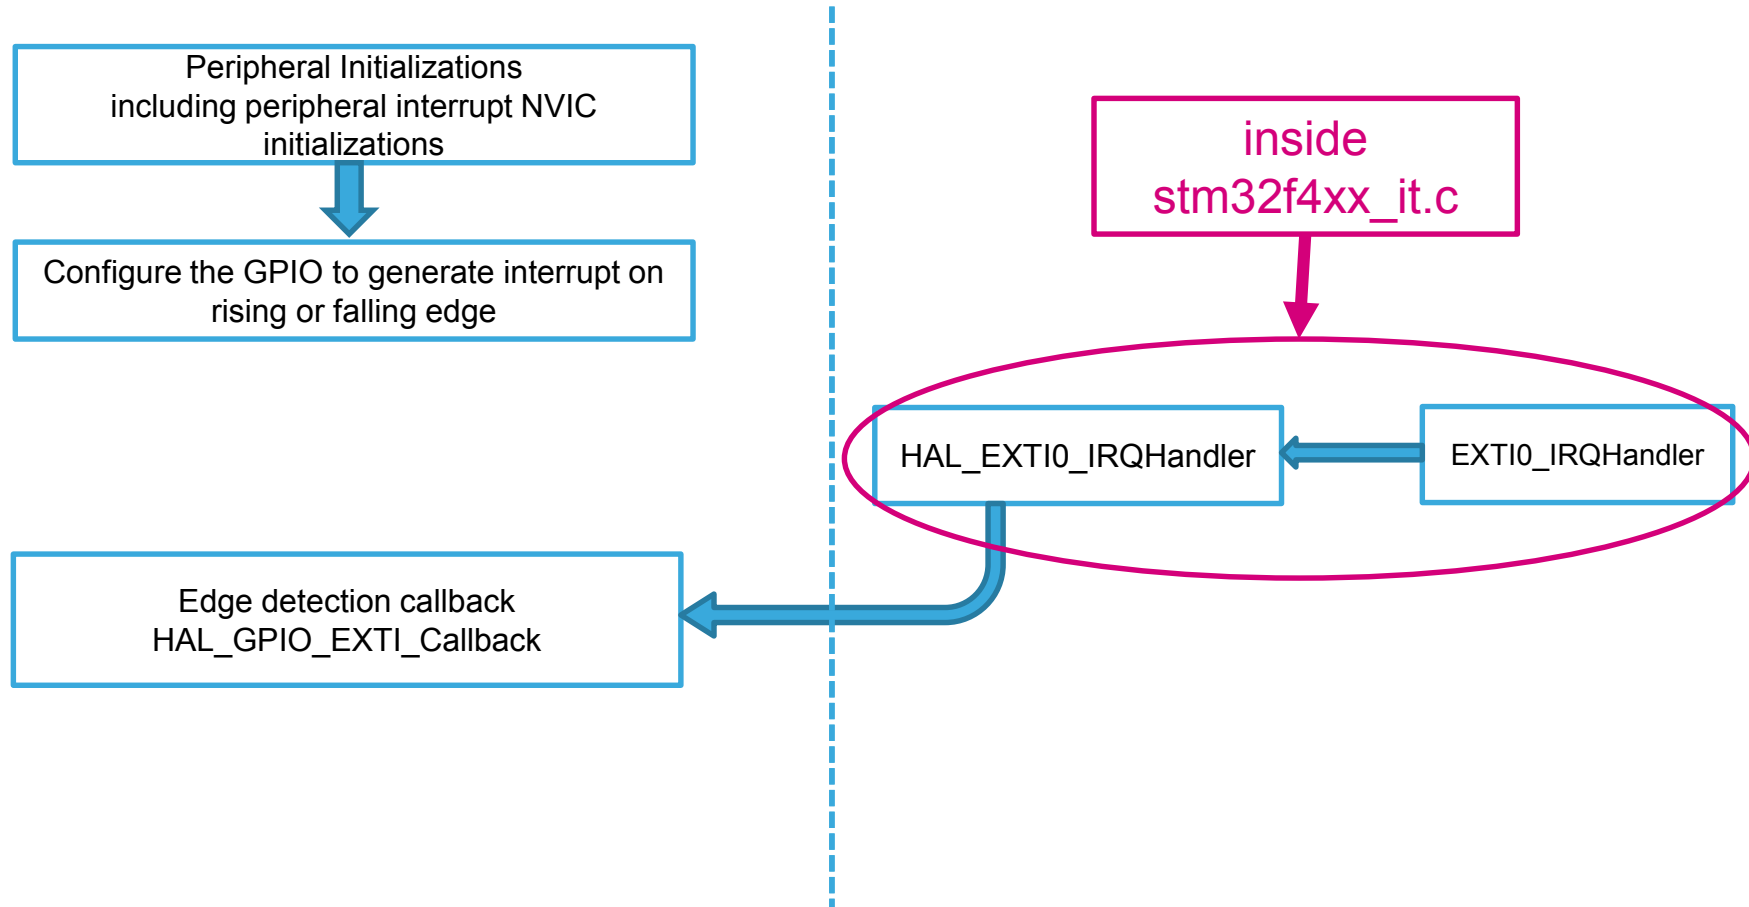 Peripheral Initializations
including peripheral interrupt NVIC
initializations
Configure the GPIO to generate interrupt on
rising or falling edge
Edge detection callback
HAL_GPIO_EXTI_Callback
inside
stm32f4xx_it.c
HAL_EXTI0_IRQHandler
EXTI0_IRQHandler